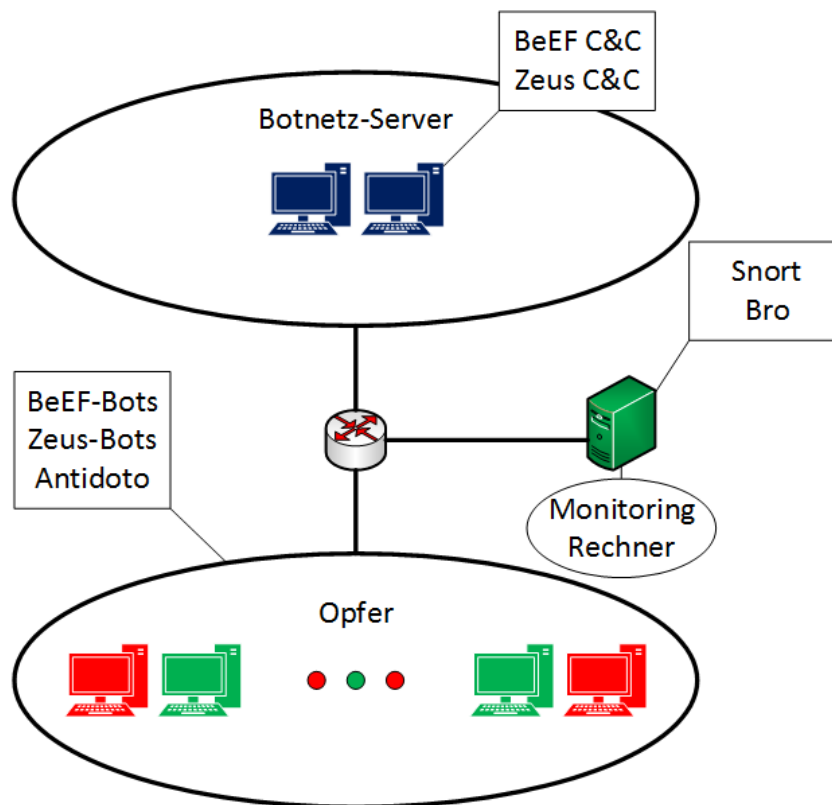 BeEF C&C
Zeus C&C
Botnetz-Server
Snort
Bro
BeEF-Bots
Zeus-Bots
Antidoto
Monitoring
Rechner
Opfer